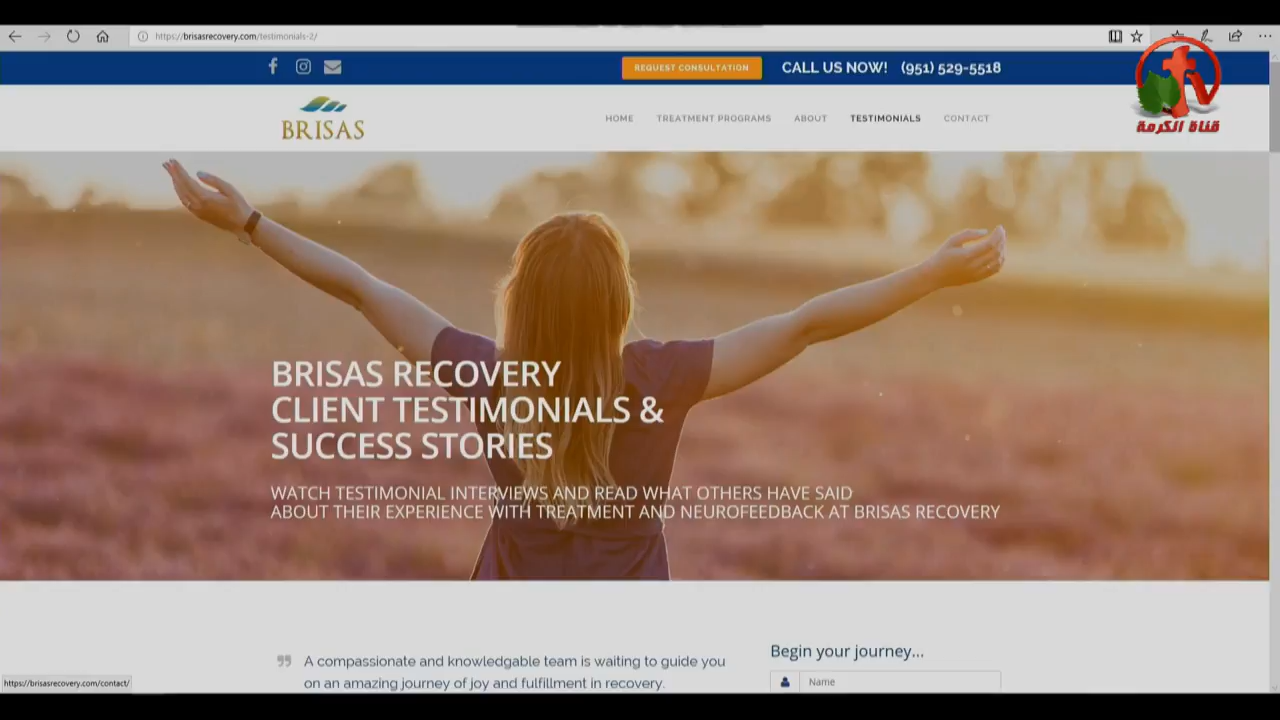 https://brisasrecovery.com/testimonials-2/
REQUEST CONSULTATION
CALL US NOW! (951) 529-5518
tv
قناة الكرمة
BRISAS
HOME TREATMENT PROGRAMS ABOUT TESTIMONIALS CONTACT
BRISAS RECOVERY
CLIENT TESTIMONIALS &
SUCCESS STORIES
WATCH TESTIMONIAL INTERVIEWS AND READ WHAT OTHERS HAVE SAID
ABOUT THEIR EXPERIENCE WITH TREATMENT AND NEUROFEEDBACK AT BRISAS RECOVERY
A compassionate and knowledgable team is waiting to guide you
on an amazing journey of joy and fulfillment in recovery.
Begin your journey...
Name
https://brisasrecovery.com/contact/